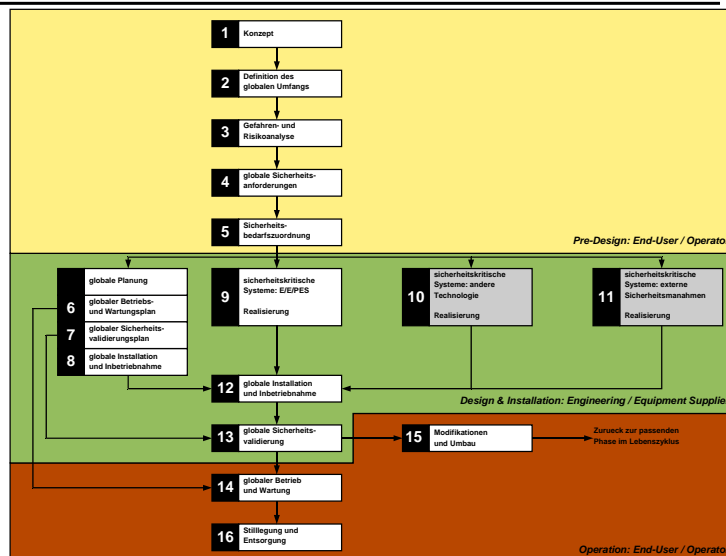 1
Konzept
2
Definition des
globalen Umfangs
3
Gefahren- und
Risikoanalyse
4
globale Sicherheits-
anforderungen
5
Sicherheits-
bedarfszuordnung
Pre-Design: End-User / Operator
globale Planung
6
globaler Betriebs-
und Wartungsplan
7
globaler Sicherheits-
validierungsplan
8
globale Installation
und Inbetriebnahme
9
sicherheitskritische
Systeme: E/E/PES
Realisierung
10
sicherheitskritische
Systeme: andere
Technologie
Realisierung
11
sicherheitskritische
Systeme: externe
Sicherheitsmanahmen
Realisierung
12
globale Installation
und Inbetriebnahme
Design & Installation: Engineering / Equipment Supplie
13
globale Sicherheits-
validierung
15
Modifikationen
und Umbau
Zurueck zur passenden
Phase im Lebenszyklus
14
globaler Betrieb
und Wartung
16
Stilllegung und
Entsorgung
Operation: End-User / Operator